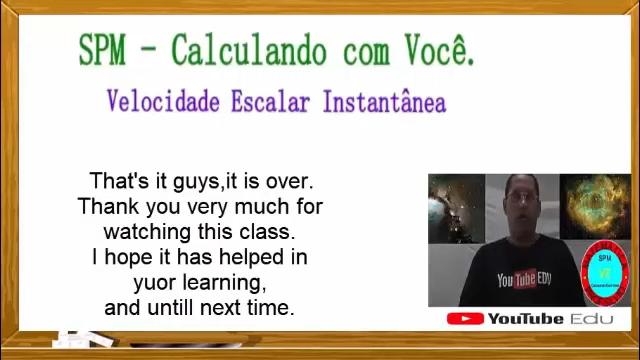 SPM - Calculando com Você.
Velocidade Escalar Instantânea
That's it guys,it is over.
Thank you very much for
watching this class.
I hope it has helped in
yuor learning,
and untill next time.
YouTube EDU
SPM
YouTube Edu